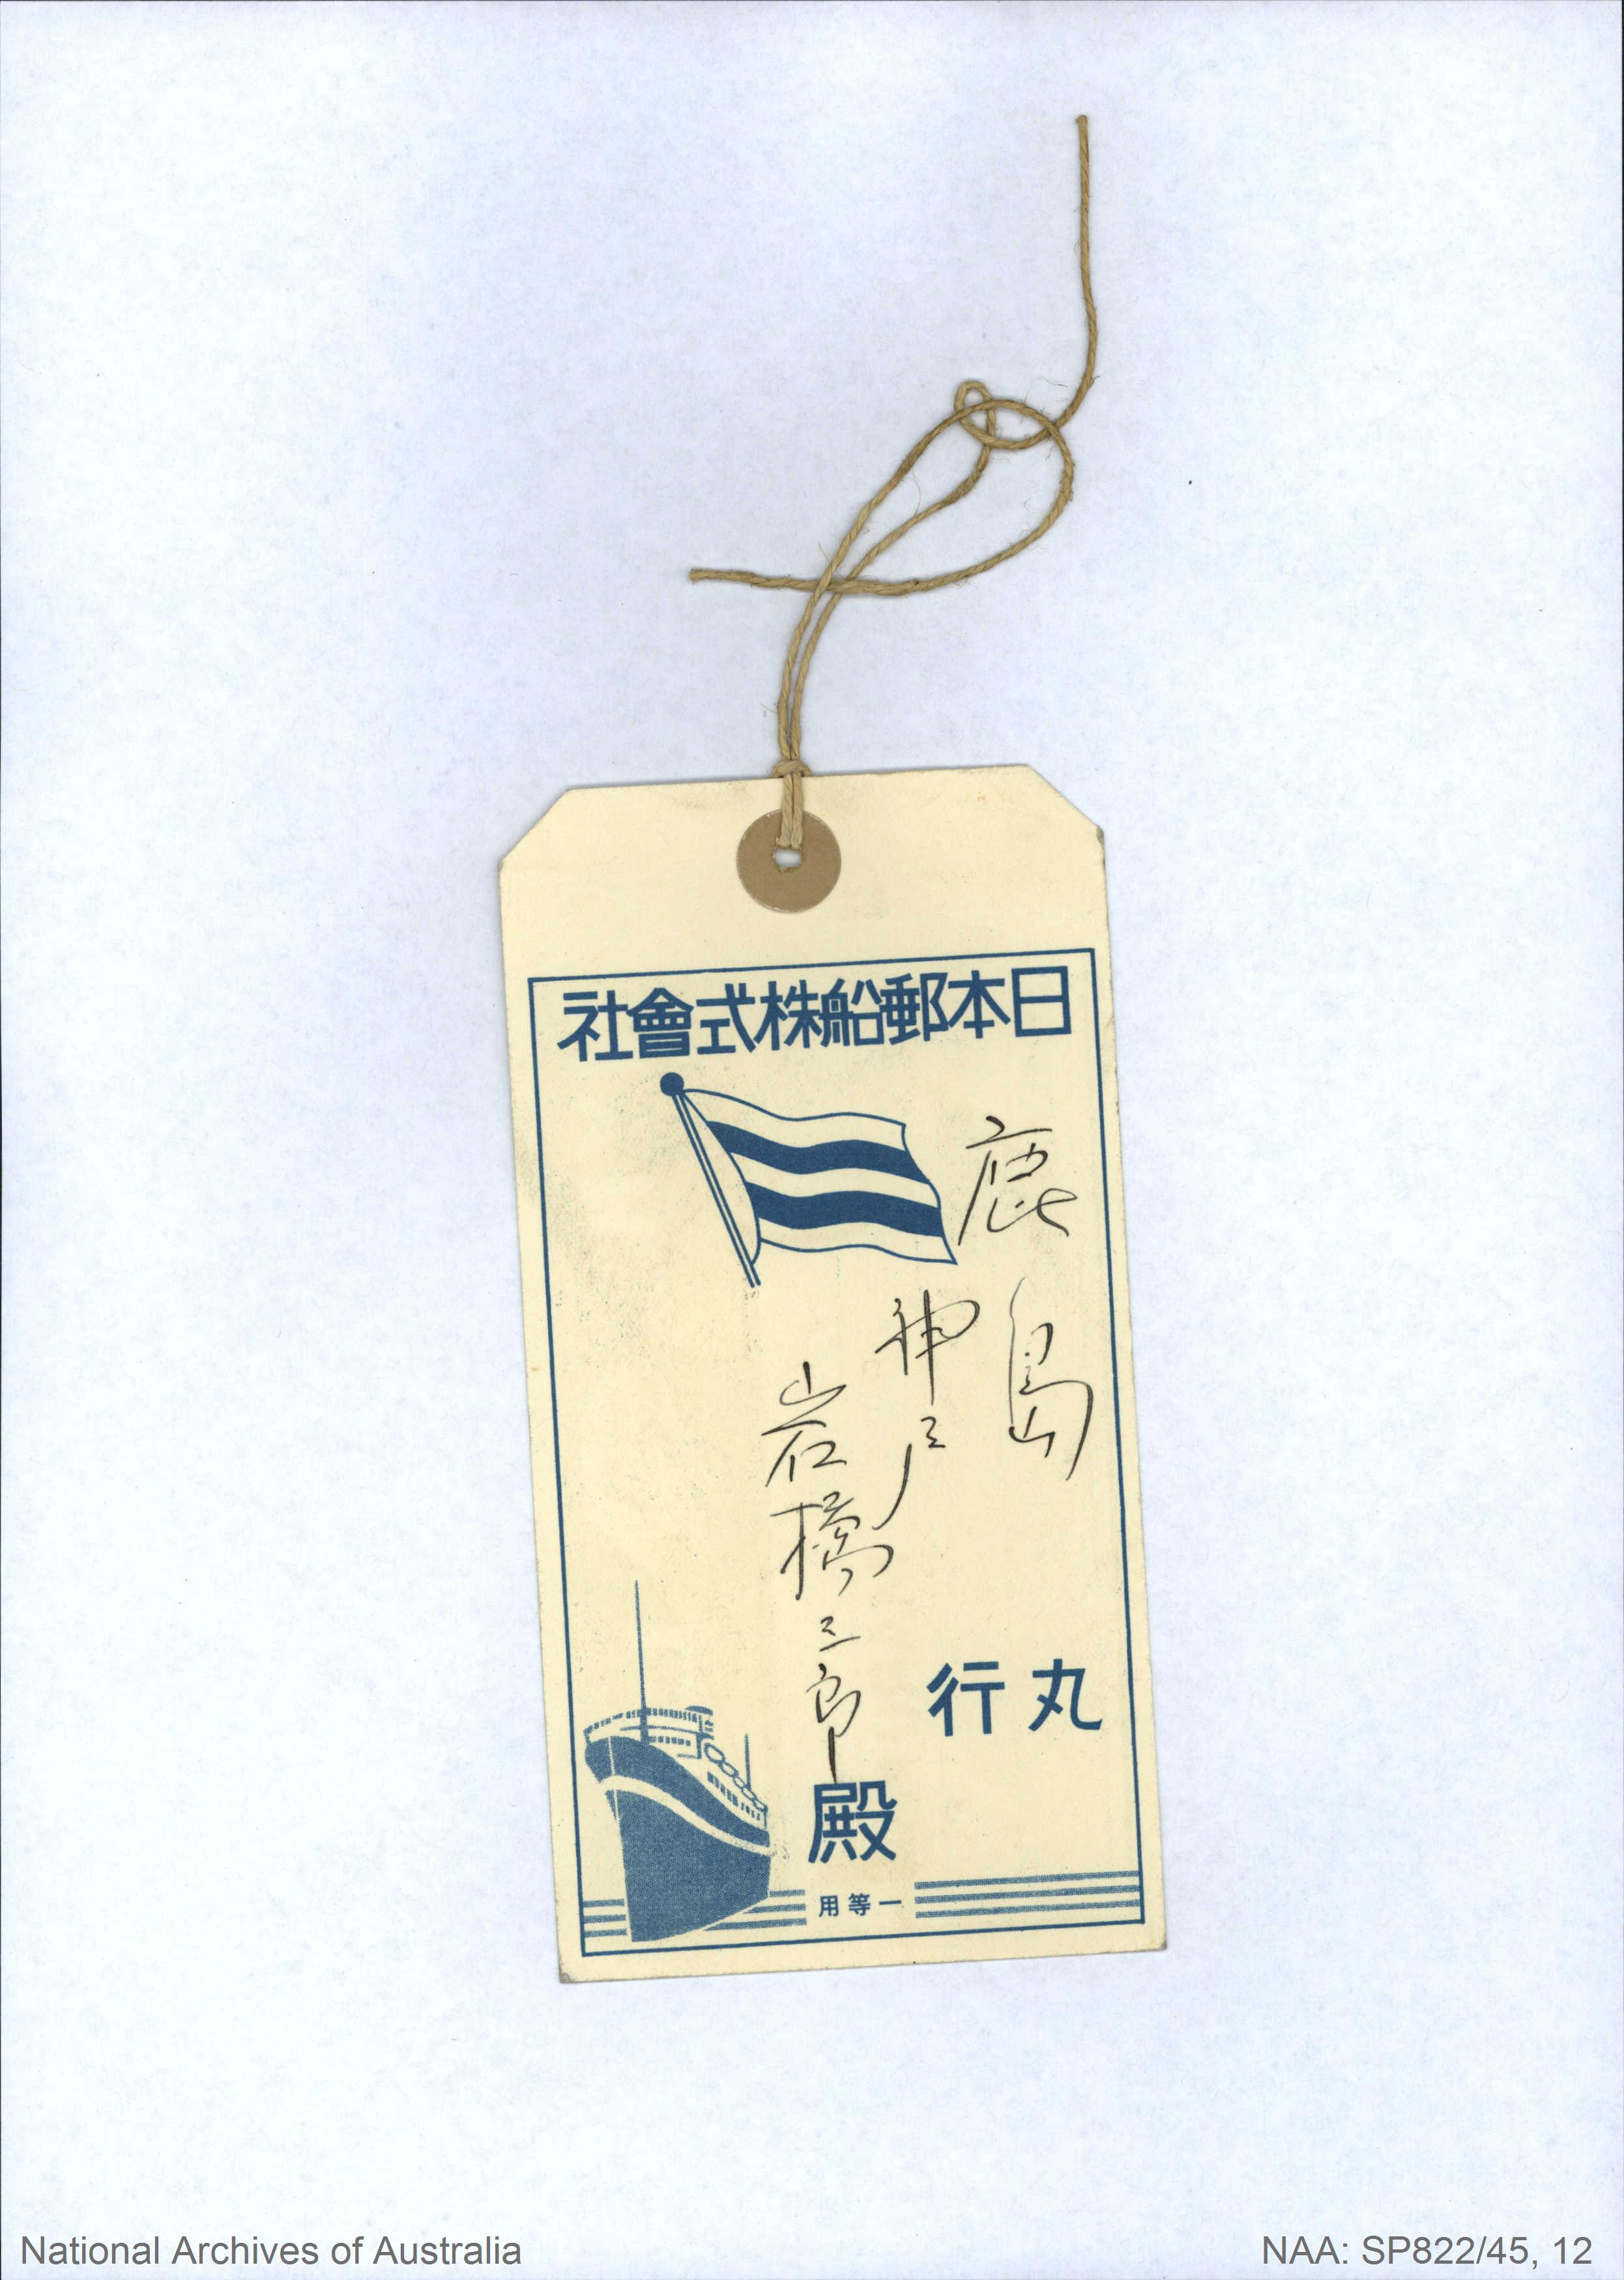 日本郵船株式會社
鹿島
丸行
神戸
岩橋三郎
殿
一等用
National Archives of Australia
NAA: SP822/45, 12